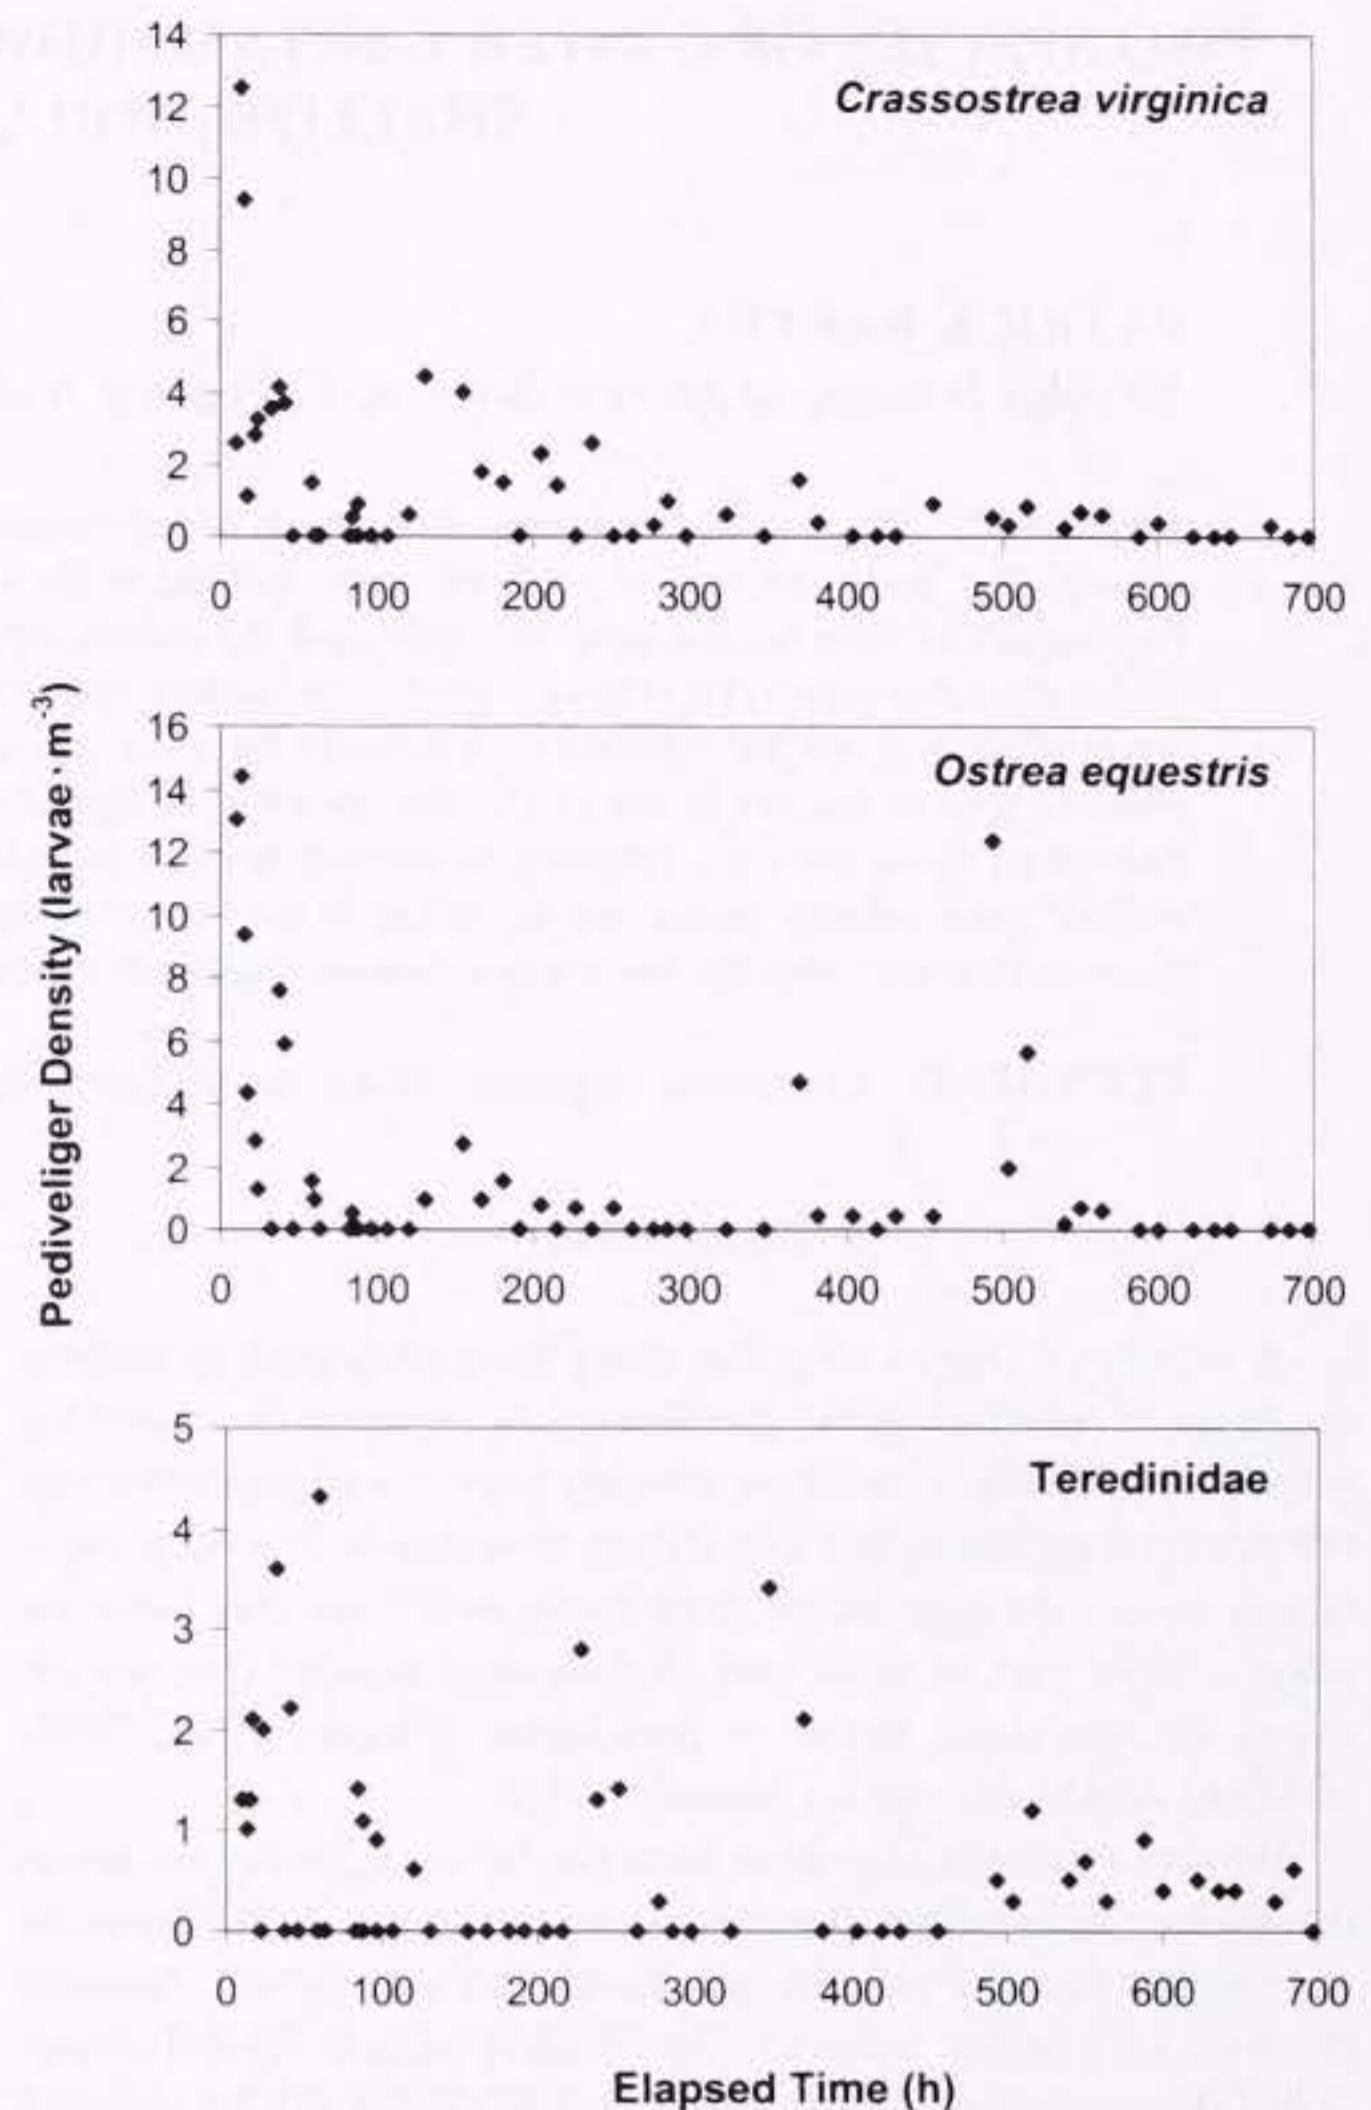 14
12
10
8
6
4
2
0
Crassostrea virginica
0 100 200 300 400 500 600 700
Pediveliger Density (larvae·m⁻³)
16
14
12
10
8
6
4
2
0
Ostrea equestris
0 100 200 300 400 500 600 700
5
4
3
2
1
0
Teredinidae
0 100 200 300 400 500 600 700
Elapsed Time (h)